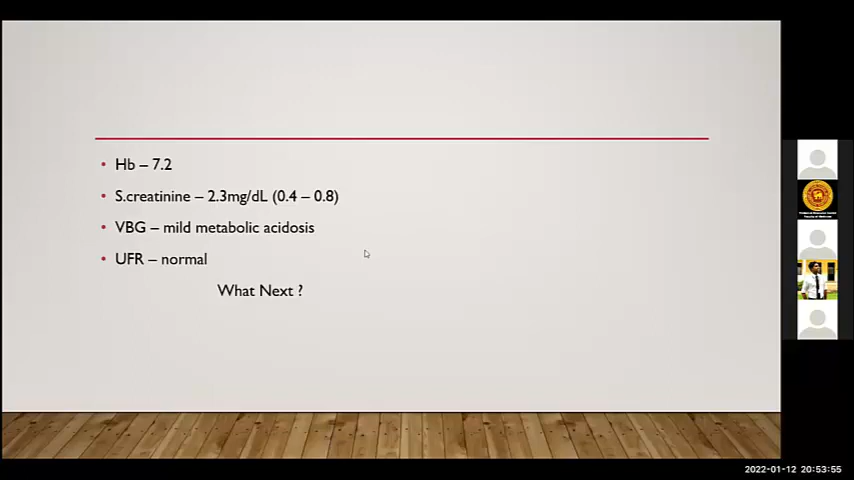 • Hb – 7.2
• S.creatinine – 2.3mg/dL (0.4 – 0.8)
• VBG – mild metabolic acidosis
• UFR – normal
What Next ?
2022-01-12 20:53:55